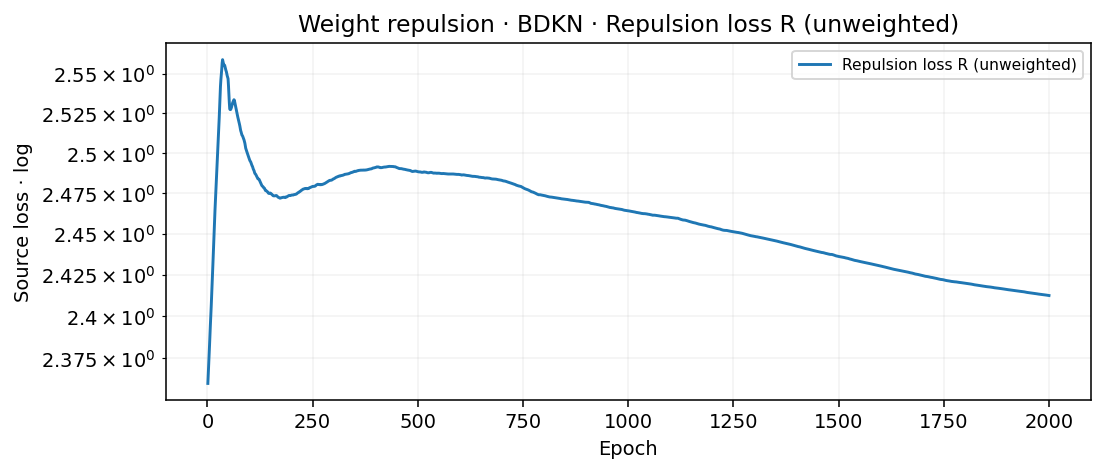 Weight repulsion · BDKN · Repulsion loss R (unweighted)
Repulsion loss R (unweighted)
Source loss · log
2.55 × 10⁰
2.525 × 10⁰
2.5 × 10⁰
2.475 × 10⁰
2.45 × 10⁰
2.425 × 10⁰
2.4 × 10⁰
2.375 × 10⁰
0 250 500 750 1000 1250 1500 1750 2000
Epoch